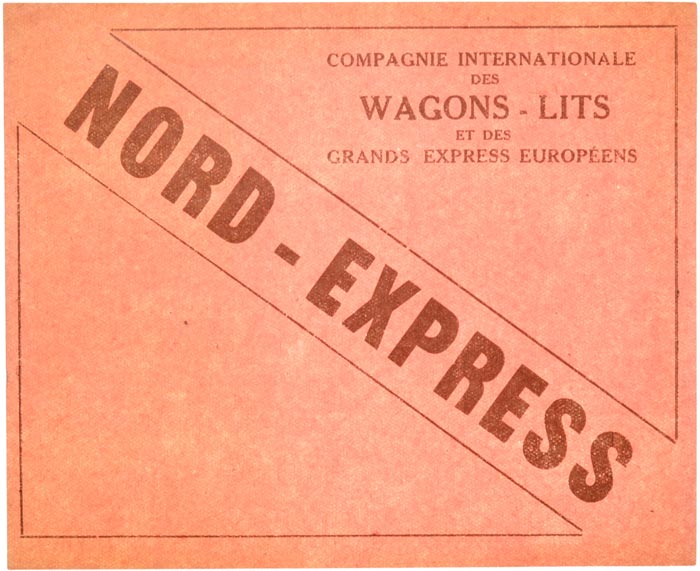 COMPAGNIE INTERNATIONALE
DES
WAGONS - LITS
ET DES
GRANDS EXPRESS EUROPÉENS
NORD - EXPRESS